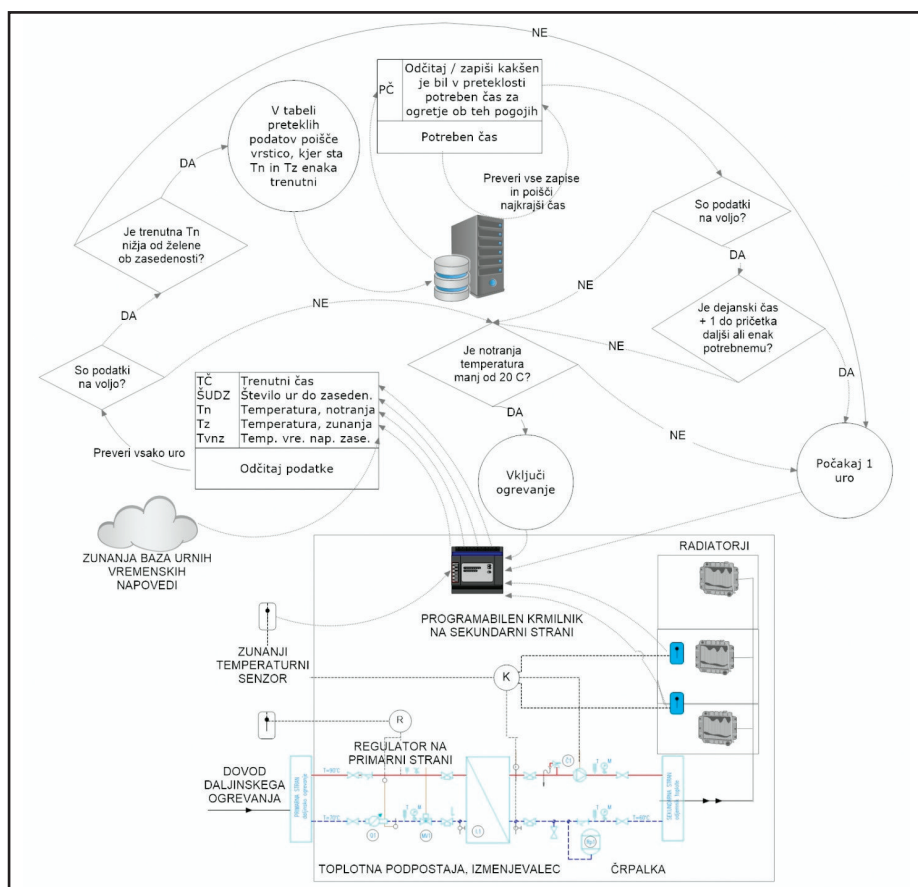 NE
PČ
Odčitaj / zapiši kakšen
je bil v preteklosti
potreben čas za
ogretje ob teh pogojih
Potreben čas
V tabeli
preteklih
podatov poišče
vrstico, kjer sta
Tn in Tz enaka
trenutni
DA
Preveri vse zapise
in poišči
najkrajši čas
So podatki
na voljo?
Je trenutna Tn
nižja od želene
ob zasedenosti?
DA
NE
DA
NE
Je dejanski čas
+ 1 do pričetka
daljši ali enak
potrebnemu?
NE
Je notranja
temperatura
manj od 20 C?
So podatki
na voljo?
DA
TČ Trenutni čas
ŠUDZ Število ur do zaseden.
Tn Temperatura, notranja
Tz Temperatura, zunanja
Tvnz Temp. vre. nap. zase.
Odčitaj podatke
DA
NE
Preveri vsako uro
Vključi
ogrevanje
Počakaj 1
uro
ZUNANJA BAZA URNIH
VREMENSKIH
NAPOVEDI
RADIATORJI
PROGRAMABILEN KRMILNIK
NA SEKUNDARNI STRANI
ZUNANJI
TEMPERATURNI
SENZOR
K
R
REGULATOR NA
PRIMARNI STRANI
DOVOD
DALJINSKEGA
OGREVANJA
PRIMARNA STRAN
SEKUNDARNA STRAN
T
M
Č1
T
M
T
M
TOPLOTNA PODPOSTAJA, IZMENJEVALEC
ČRPALKA